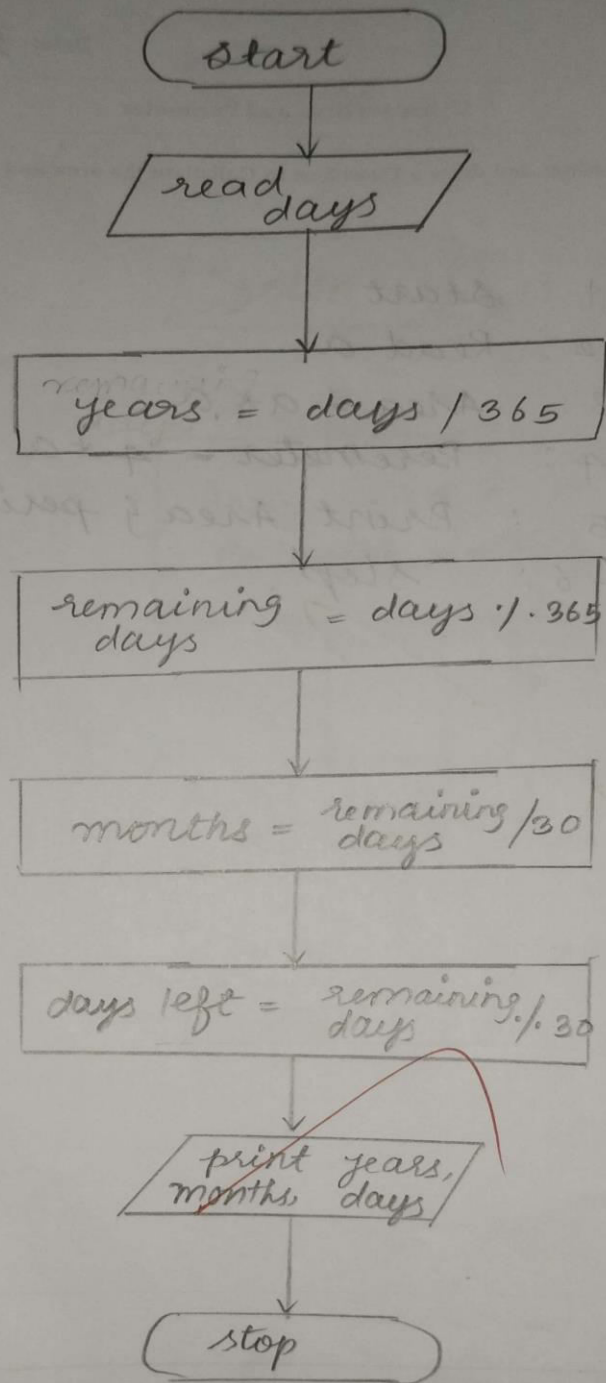 start
read
days
years = days / 365
remaining
days = days % 365
months = remaining
days /30
days left = remaining
days % 30
print years,
months, days
stop